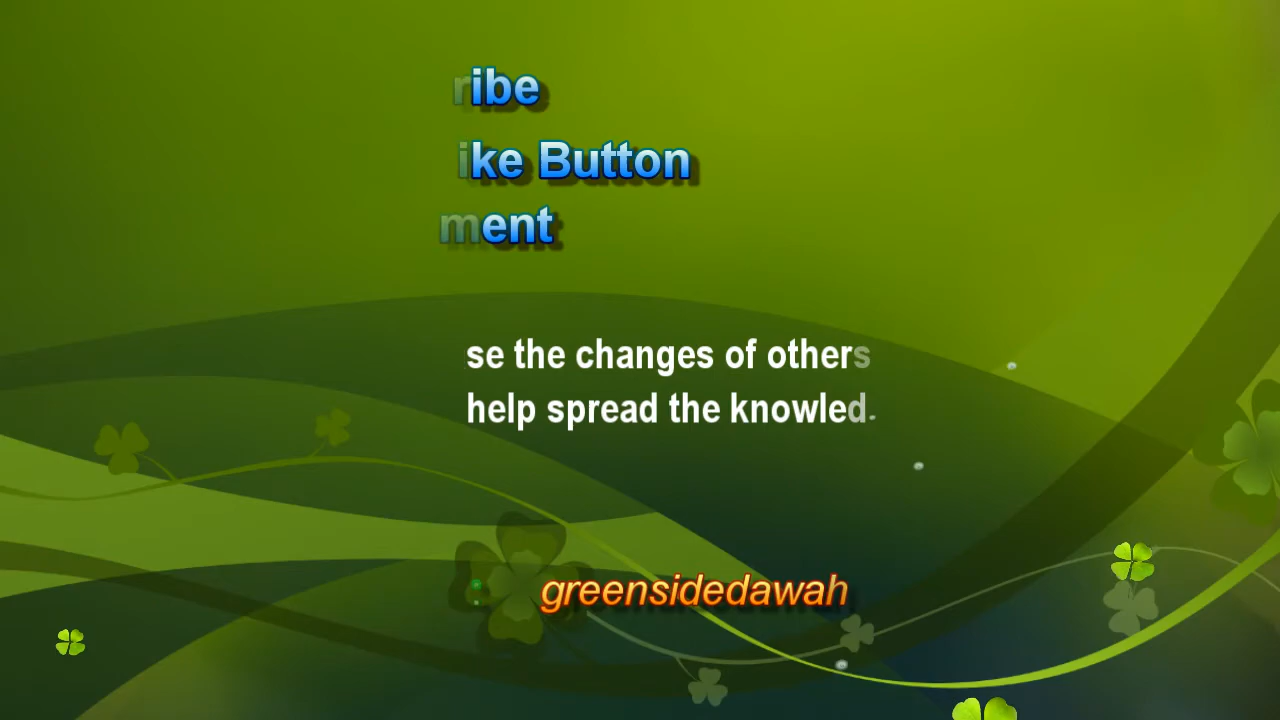 ribe
ike Button
ment
se the changes of others
help spread the knowled
greensidedawah